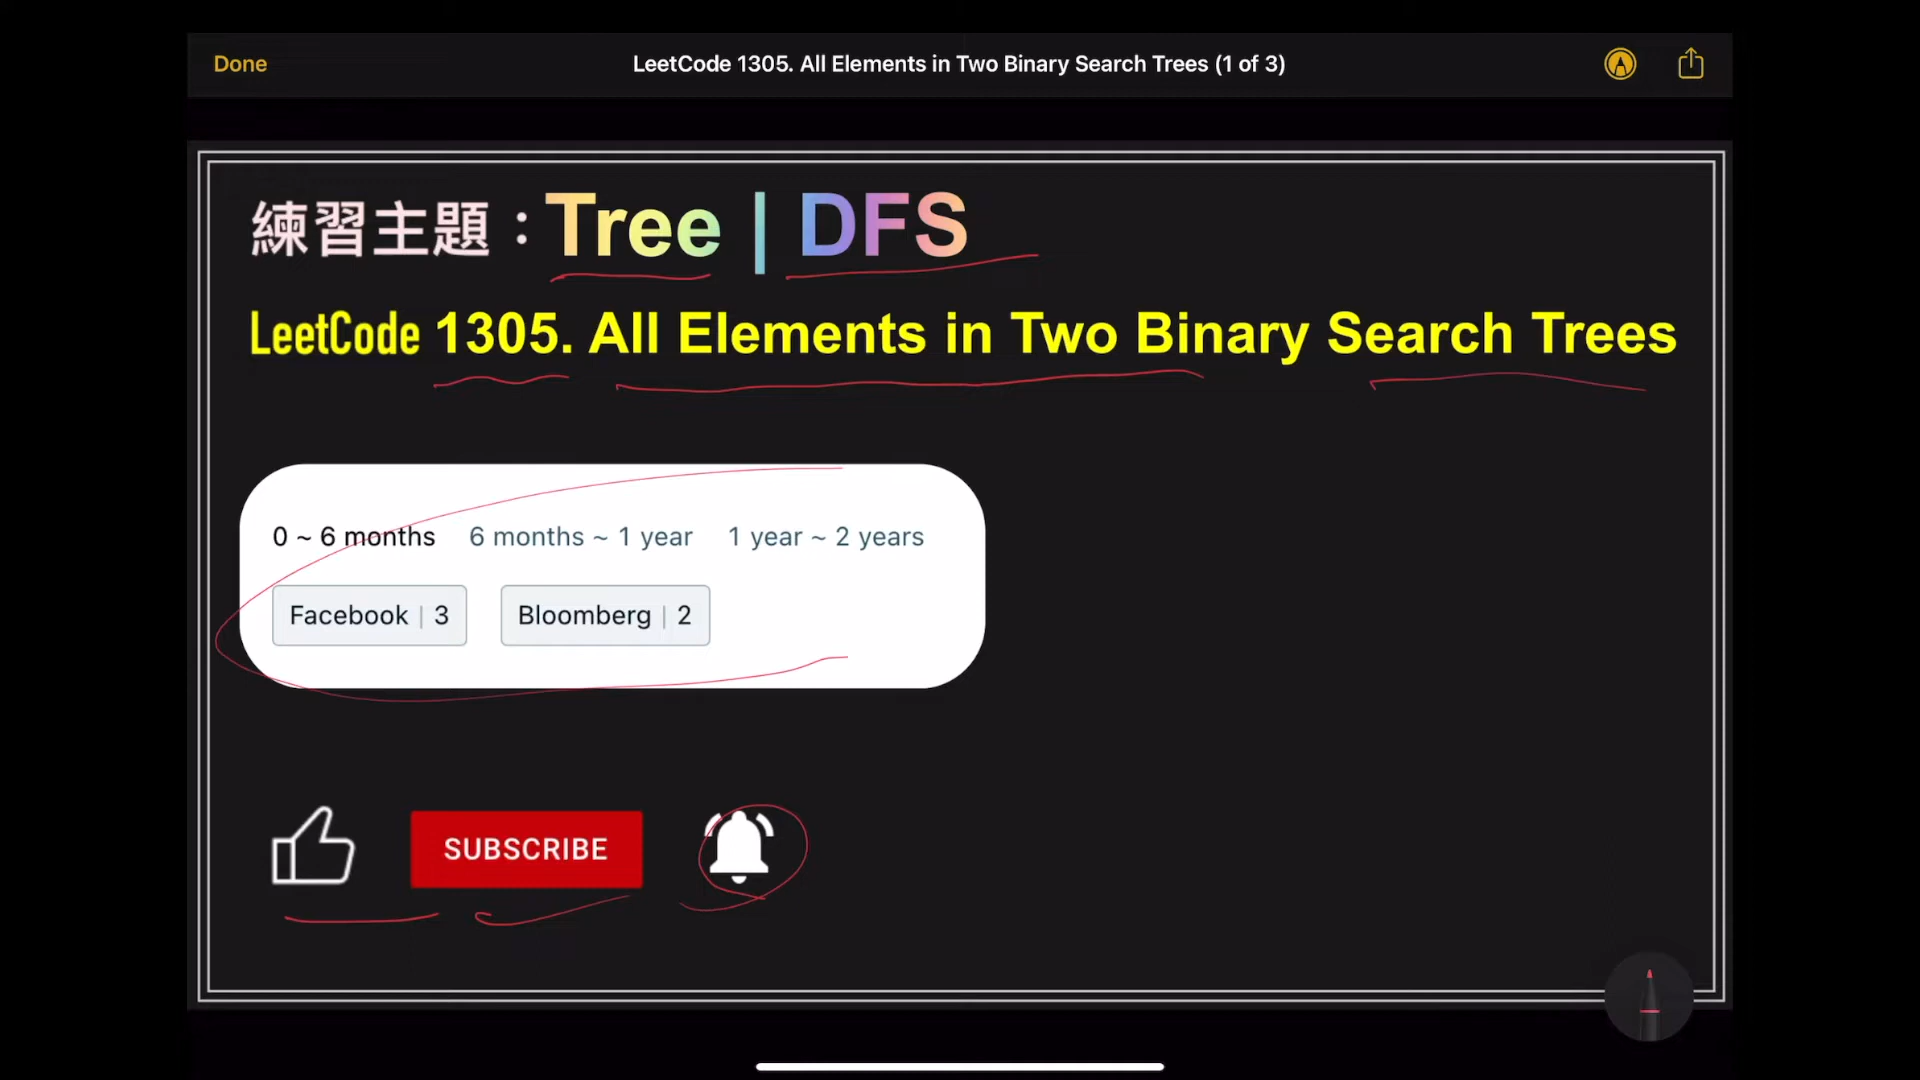 Done
LeetCode 1305. All Elements in Two Binary Search Trees (1 of 3)
練習主題：Tree | DFS
LeetCode 1305. All Elements in Two Binary Search Trees
0 ~ 6 months 6 months ~ 1 year 1 year ~ 2 years
Facebook | 3 Bloomberg | 2
SUBSCRIBE